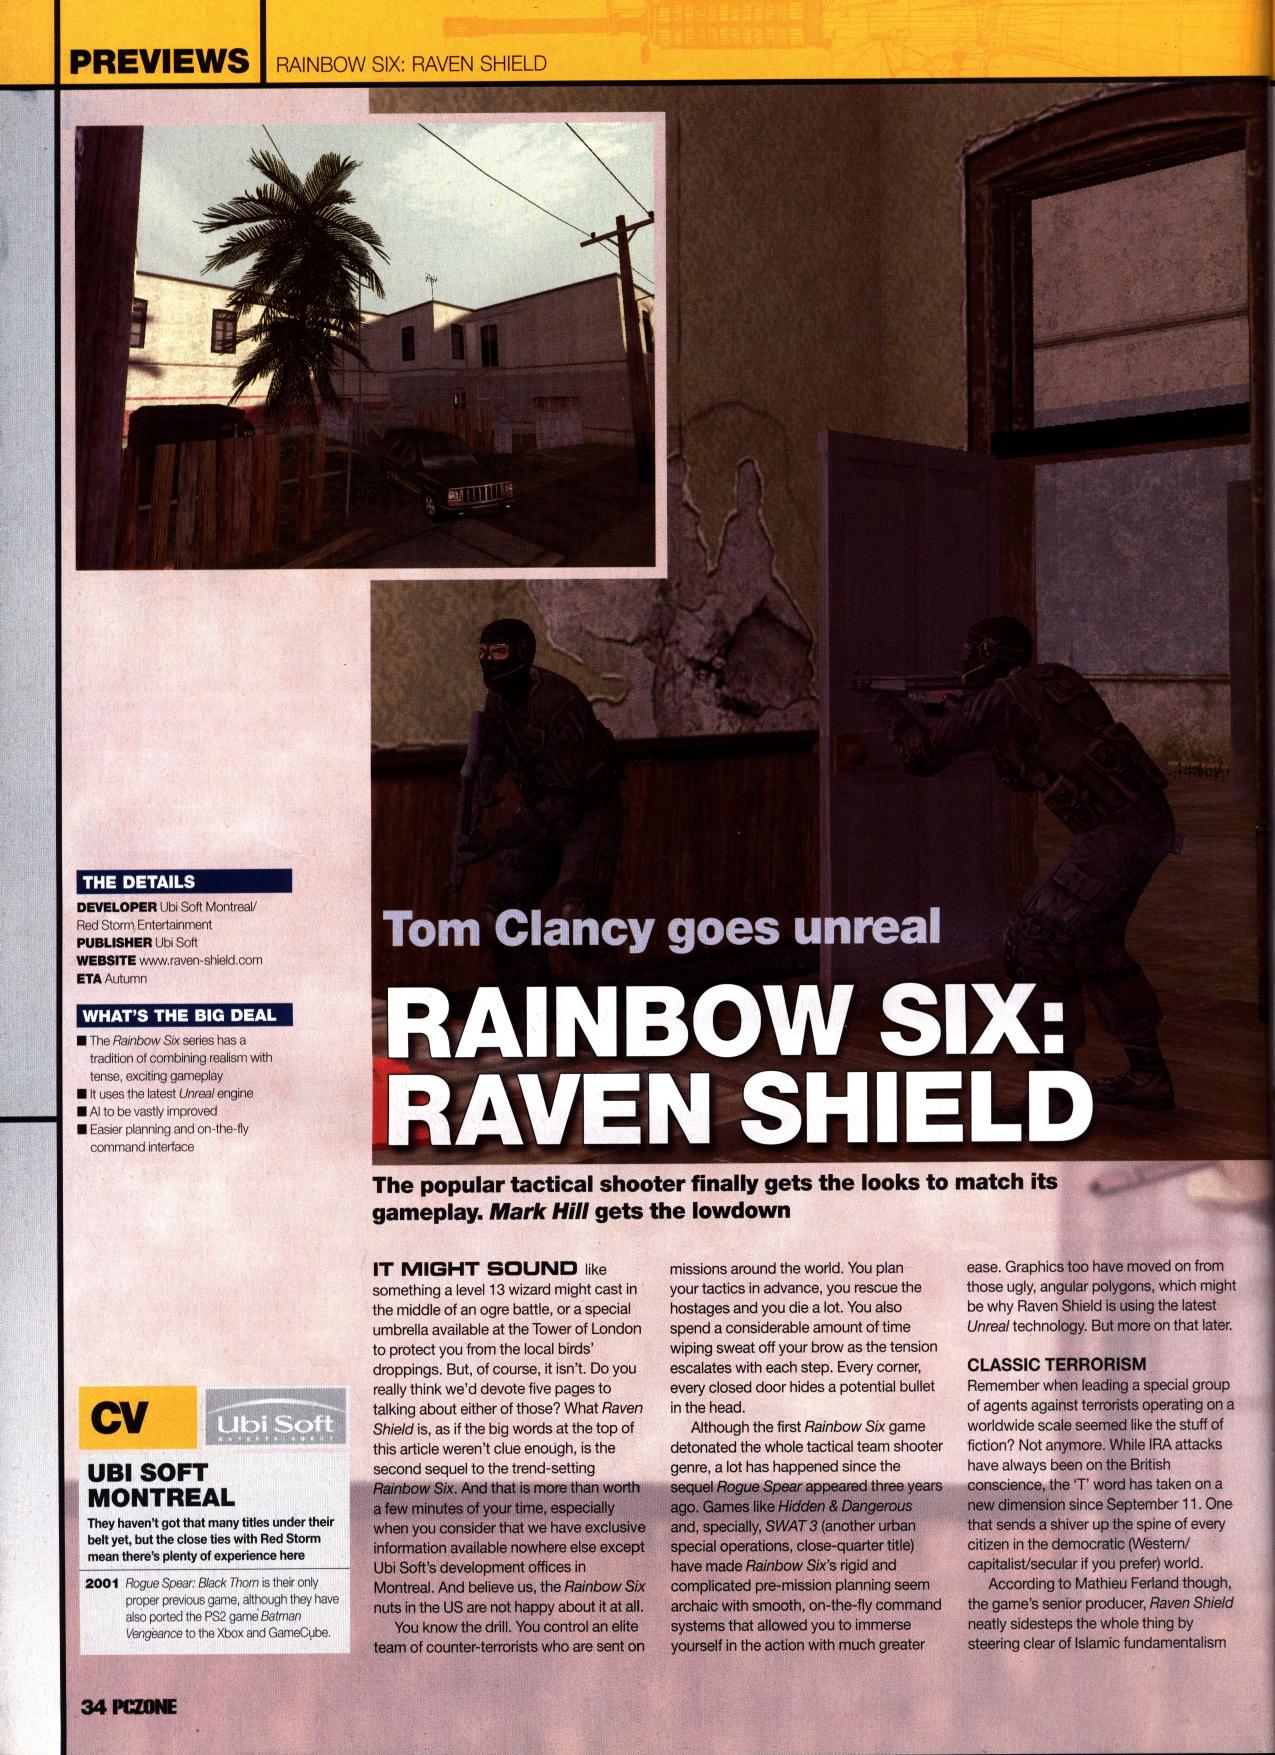 PREVIEWS
RAINBOW SIX: RAVEN SHIELD
THE DETAILS
DEVELOPER Ubi Soft Montreal/
Red Storm Entertainment
PUBLISHER Ubi Soft
WEBSITE www.raven-shield.com
ETA Autumn
WHAT'S THE BIG DEAL
■ The Rainbow Six series has a
tradition of combining realism with
tense, exciting gameplay
■ It uses the latest Unreal engine
■ AI to be vastly improved
■ Easier planning and on-the-fly
command interface
CV
Ubi Soft
ENTERTAINMENT
UBI SOFT
MONTREAL
They haven't got that many titles under their
belt yet, but the close ties with Red Storm
mean there's plenty of experience here
2001 Rogue Spear: Black Thorn is their only
proper previous game, although they have
also ported the PS2 game Batman
Vengeance to the Xbox and GameCube.
Tom Clancy goes unreal
RAINBOW SIX:
RAVEN SHIELD
The popular tactical shooter finally gets the looks to match its
gameplay. Mark Hill gets the lowdown
IT MIGHT SOUND like
something a level 13 wizard might cast in
the middle of an ogre battle, or a special
umbrella available at the Tower of London
to protect you from the local birds'
droppings. But, of course, it isn't. Do you
really think we'd devote five pages to
talking about either of those? What Raven
Shield is, as if the big words at the top of
this article weren't clue enough, is the
second sequel to the trend-setting
Rainbow Six. And that is more than worth
a few minutes of your time, especially
when you consider that we have exclusive
information available nowhere else except
Ubi Soft's development offices in
Montreal. And believe us, the Rainbow Six
nuts in the US are not happy about it at all.
You know the drill. You control an elite
team of counter-terrorists who are sent on
missions around the world. You plan
your tactics in advance, you rescue the
hostages and you die a lot. You also
spend a considerable amount of time
wiping sweat off your brow as the tension
escalates with each step. Every corner,
every closed door hides a potential bullet
in the head.
Although the first Rainbow Six game
detonated the whole tactical team shooter
genre, a lot has happened since the
sequel Rogue Spear appeared three years
ago. Games like Hidden & Dangerous
and, specially, SWAT 3 (another urban
special operations, close-quarter title)
have made Rainbow Six's rigid and
complicated pre-mission planning seem
archaic with smooth, on-the-fly command
systems that allowed you to immerse
yourself in the action with much greater
ease. Graphics too have moved on from
those ugly, angular polygons, which might
be why Raven Shield is using the latest
Unreal technology. But more on that later.
CLASSIC TERRORISM
Remember when leading a special group
of agents against terrorists operating on a
worldwide scale seemed like the stuff of
fiction? Not anymore. While IRA attacks
have always been on the British
conscience, the 'T' word has taken on a
new dimension since September 11. One
that sends a shiver up the spine of every
citizen in the democratic (Western/
capitalist/secular if you prefer) world.
According to Mathieu Ferland though,
the game's senior producer, Raven Shield
neatly sidesteps the whole thing by
steering clear of Islamic fundamentalism
34 PCZONE